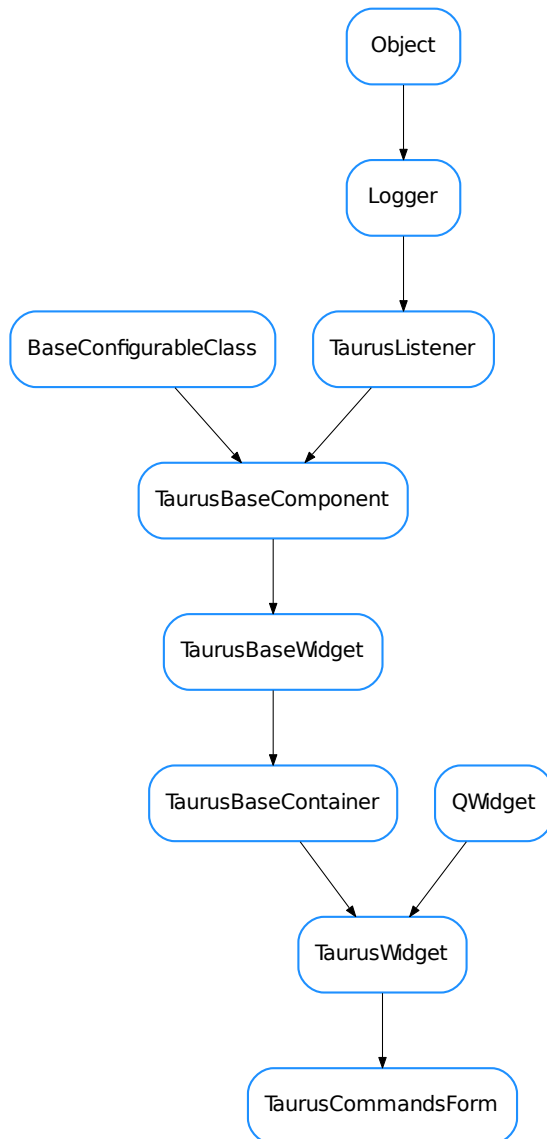 Object
Logger
BaseConfigurableClass
TaurusListener
TaurusBaseComponent
TaurusBaseWidget
TaurusBaseContainer
QWidget
TaurusWidget
TaurusCommandsForm